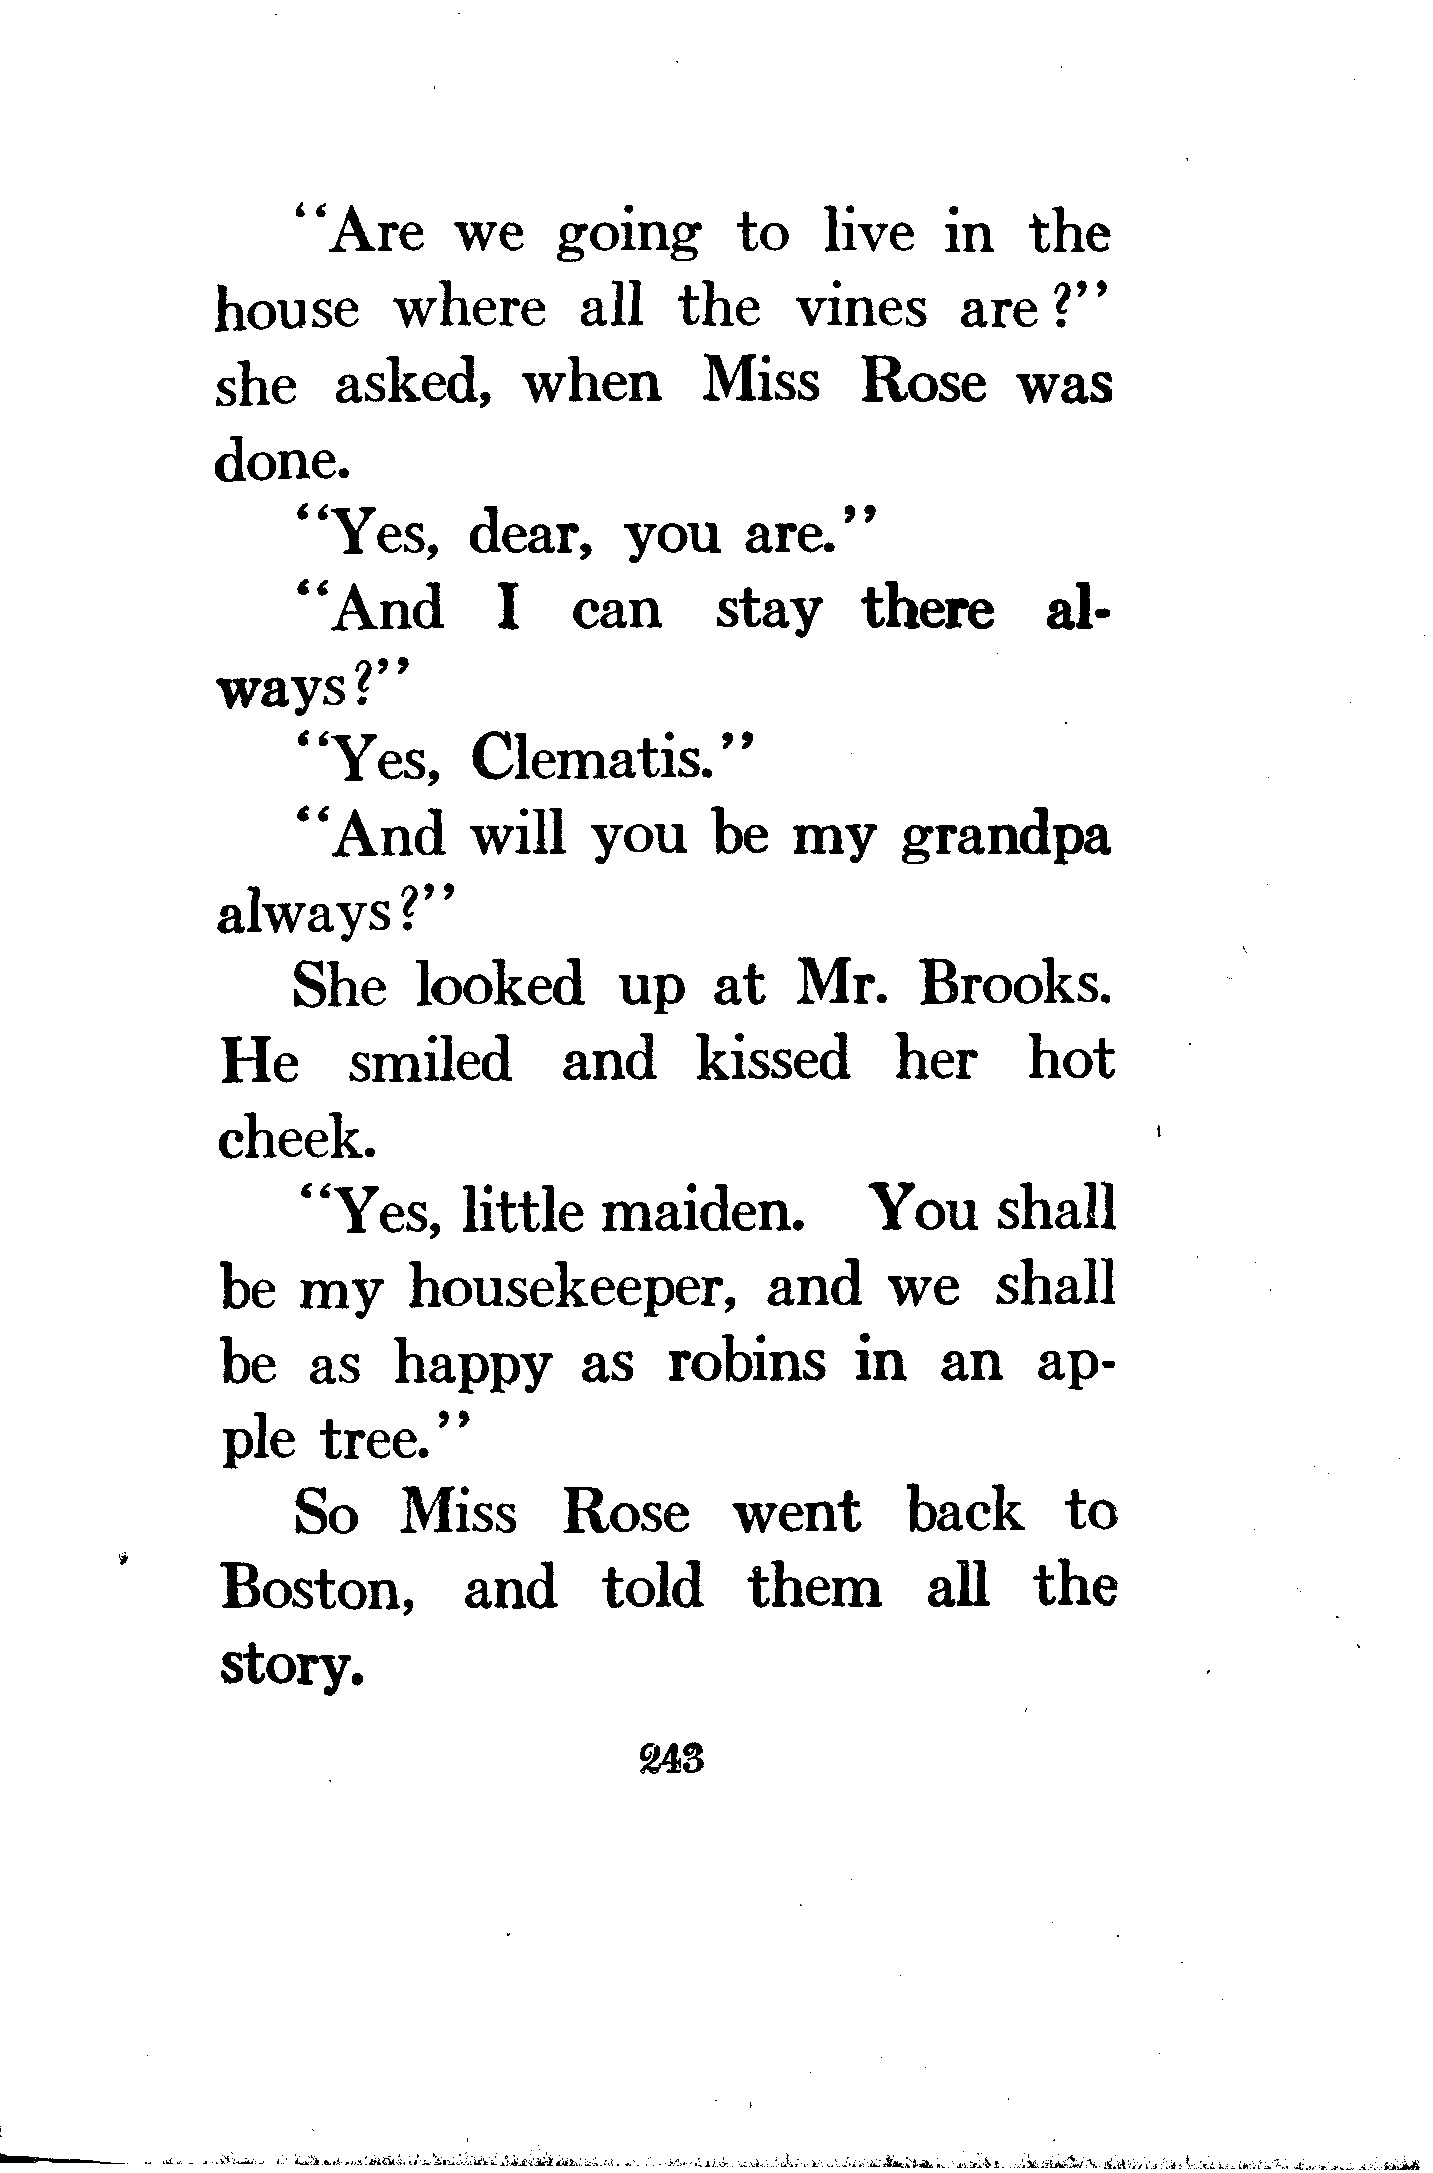 "Are we going to live in the
house where all the vines are?"
she asked, when Miss Rose was
done.
"Yes, dear, you are."
"And I can stay there al-
ways?"
"Yes, Clematis."
"And will you be my grandpa
always?"
She looked up at Mr. Brooks.
He smiled and kissed her hot
cheek.
"Yes, little maiden. You shall
be my housekeeper, and we shall
be as happy as robins in an ap-
ple tree."
So Miss Rose went back to
Boston, and told them all the
story.
243